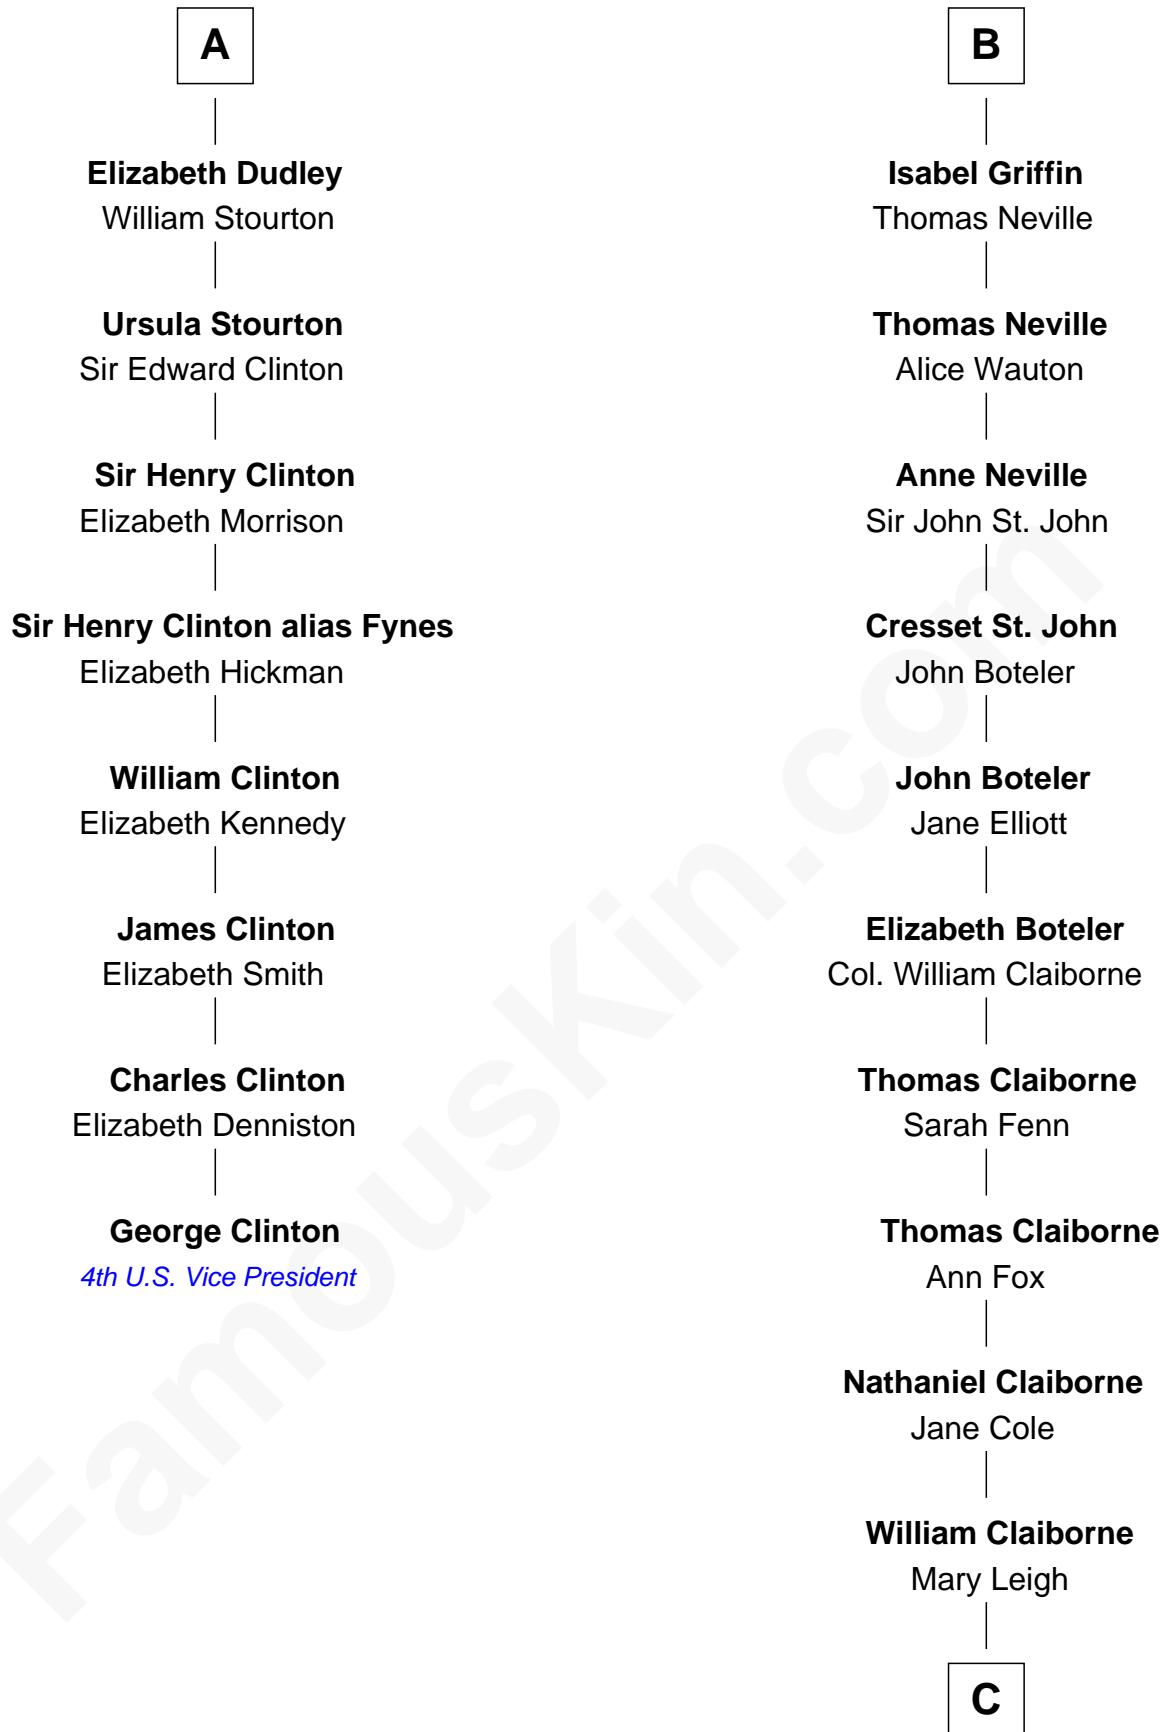 A
Elizabeth Dudley
William Stourton
Ursula Stourton
Sir Edward Clinton
Sir Henry Clinton
Elizabeth Morrison
Sir Henry Clinton alias Fynes
Elizabeth Hickman
William Clinton
Elizabeth Kennedy
James Clinton
Elizabeth Smith
Charles Clinton
Elizabeth Denniston
George Clinton
4th U.S. Vice President
B
Isabel Griffin
Thomas Neville
Thomas Neville
Alice Wauton
Anne Neville
Sir John St. John
Cresset St. John
John Boteler
John Boteler
Jane Elliott
Elizabeth Boteler
Col. William Claiborne
Thomas Claiborne
Sarah Fenn
Thomas Claiborne
Ann Fox
Nathaniel Claiborne
Jane Cole
William Claiborne
Mary Leigh
C
FamousKin.com